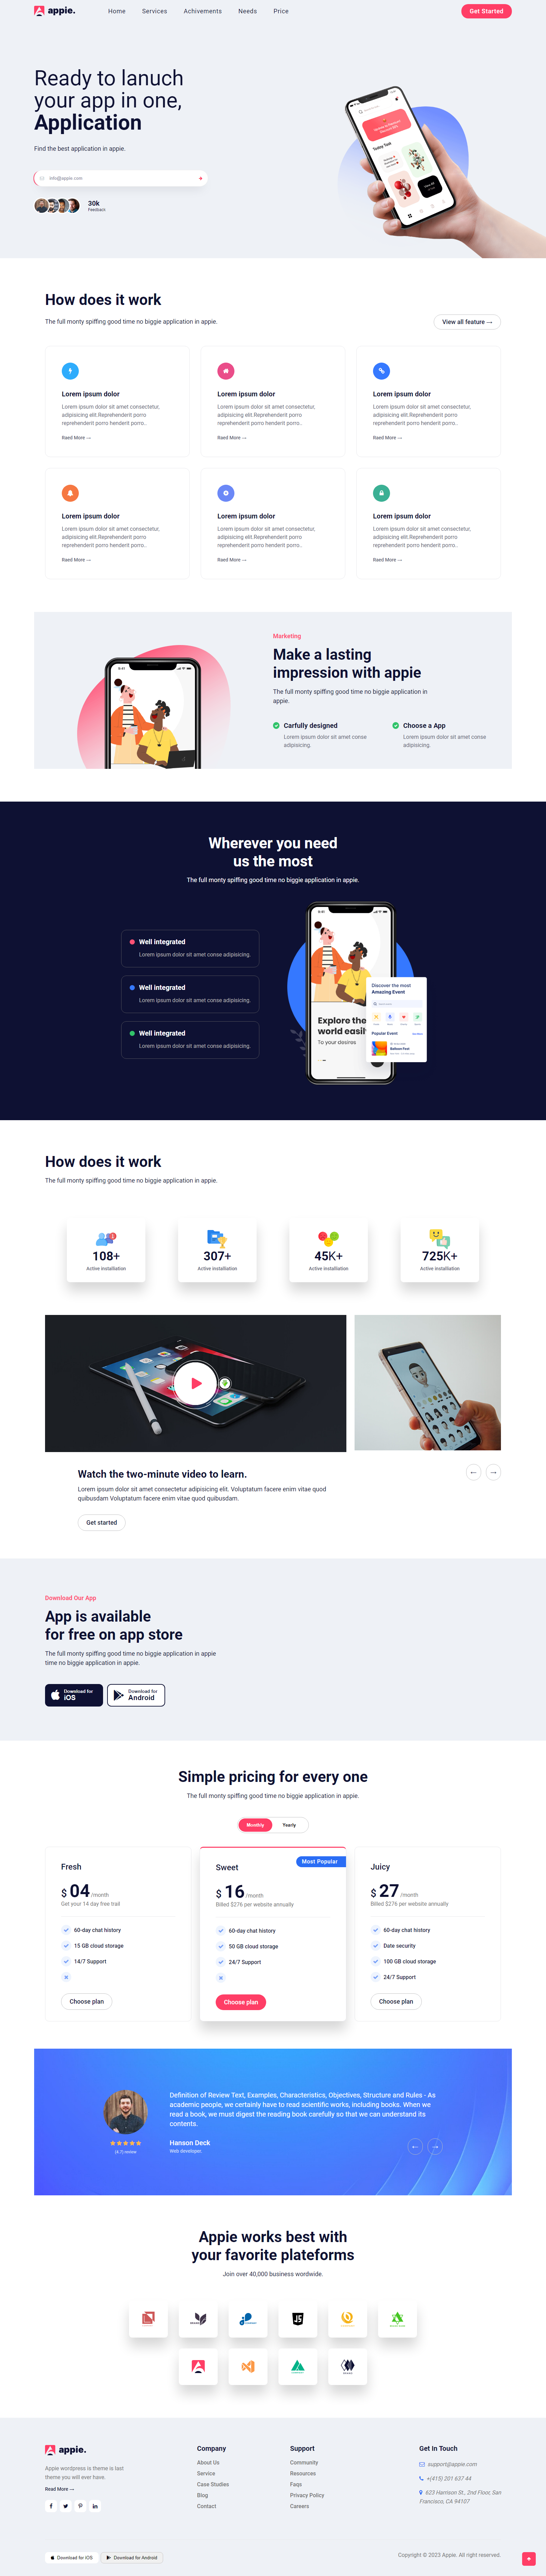 appie.
Home Services Achivements Needs Price
Get Started
Ready to lanuch
your app in one,
Application
Find the best application in appie.
info@appie.com
30k
Feedback
How does it work
The full monty spiffing good time no biggie application in appie.
View all feature →
Lorem ipsum dolor
Lorem ipsum dolor sit amet consectetur,
adipisicing elit.Reprehenderit porro
reprehenderit porro henderit porro..
Raed More →
Lorem ipsum dolor
Lorem ipsum dolor sit amet consectetur,
adipisicing elit.Reprehenderit porro
reprehenderit porro henderit porro..
Raed More →
Lorem ipsum dolor
Lorem ipsum dolor sit amet consectetur,
adipisicing elit.Reprehenderit porro
reprehenderit porro henderit porro..
Raed More →
Lorem ipsum dolor
Lorem ipsum dolor sit amet consectetur,
adipisicing elit.Reprehenderit porro
reprehenderit porro henderit porro..
Raed More →
Lorem ipsum dolor
Lorem ipsum dolor sit amet consectetur,
adipisicing elit.Reprehenderit porro
reprehenderit porro henderit porro..
Raed More →
Lorem ipsum dolor
Lorem ipsum dolor sit amet consectetur,
adipisicing elit.Reprehenderit porro
reprehenderit porro henderit porro..
Raed More →
Marketing
Make a lasting
impression with appie
The full monty spiffing good time no biggie application in
appie.
Carfully designed
Lorem ipsum dolor sit amet conse
adipisicing.
Choose a App
Lorem ipsum dolor sit amet conse
adipisicing.
Wherever you need
us the most
The full monty spiffing good time no biggie application in appie.
Well integrated
Lorem ipsum dolor sit amet conse adipisicing.
Well integrated
Lorem ipsum dolor sit amet conse adipisicing.
Well integrated
Lorem ipsum dolor sit amet conse adipisicing.
Explore the
world easil
To your desires
Discover the most
Amazing Event
Popular Event
How does it work
The full monty spiffing good time no biggie application in appie.
108+
Active installiation
307+
Active installiation
45K+
Active installiation
725K+
Active installiation
Watch the two-minute video to learn.
Lorem ipsum dolor sit amet consectetur adipisicing elit. Voluptatum facere enim vitae quod
quibusdam Voluptatum facere enim vitae quod quibusdam.
Get started
Download Our App
App is available
for free on app store
The full monty spiffing good time no biggie application in appie
time no biggie application in appie.
Download for
iOS
Download for
Android
Simple pricing for every one
The full monty spiffing good time no biggie application in appie.
Monthly Yearly
Fresh
$ 04 /month
Get your 14 day free trail
60-day chat history
15 GB cloud storage
14/7 Support
Choose plan
Most Popular
Sweet
$ 16 /month
Billed $276 per website annually
60-day chat history
50 GB cloud storage
24/7 Support
Choose plan
Juicy
$ 27 /month
Billed $276 per website annually
60-day chat history
Date security
100 GB cloud storage
24/7 Support
Choose plan
Definition of Review Text, Examples, Characteristics, Objectives, Structure and Rules - As
academic people, we certainly have to read scientific works, including books. When we
read a book, we must digest the reading book carefully so that we can understand its
contents.
(4.7) review
Hanson Deck
Web developer.
Appie works best with
your favorite plateforms
Join over 40,000 business wordwide.
appie.
Appie wordpress is theme is last
theme you will ever have.
Read More →
Company
About Us
Service
Case Studies
Blog
Contact
Support
Community
Resources
Faqs
Privacy Policy
Careers
Get In Touch
support@appie.com
+(415) 201 637 44
623 Harrison St., 2nd Floor, San
Francisco, CA 94107
Download for iOS
Download for Android
Copyright © 2023 Appie. All right reserved.